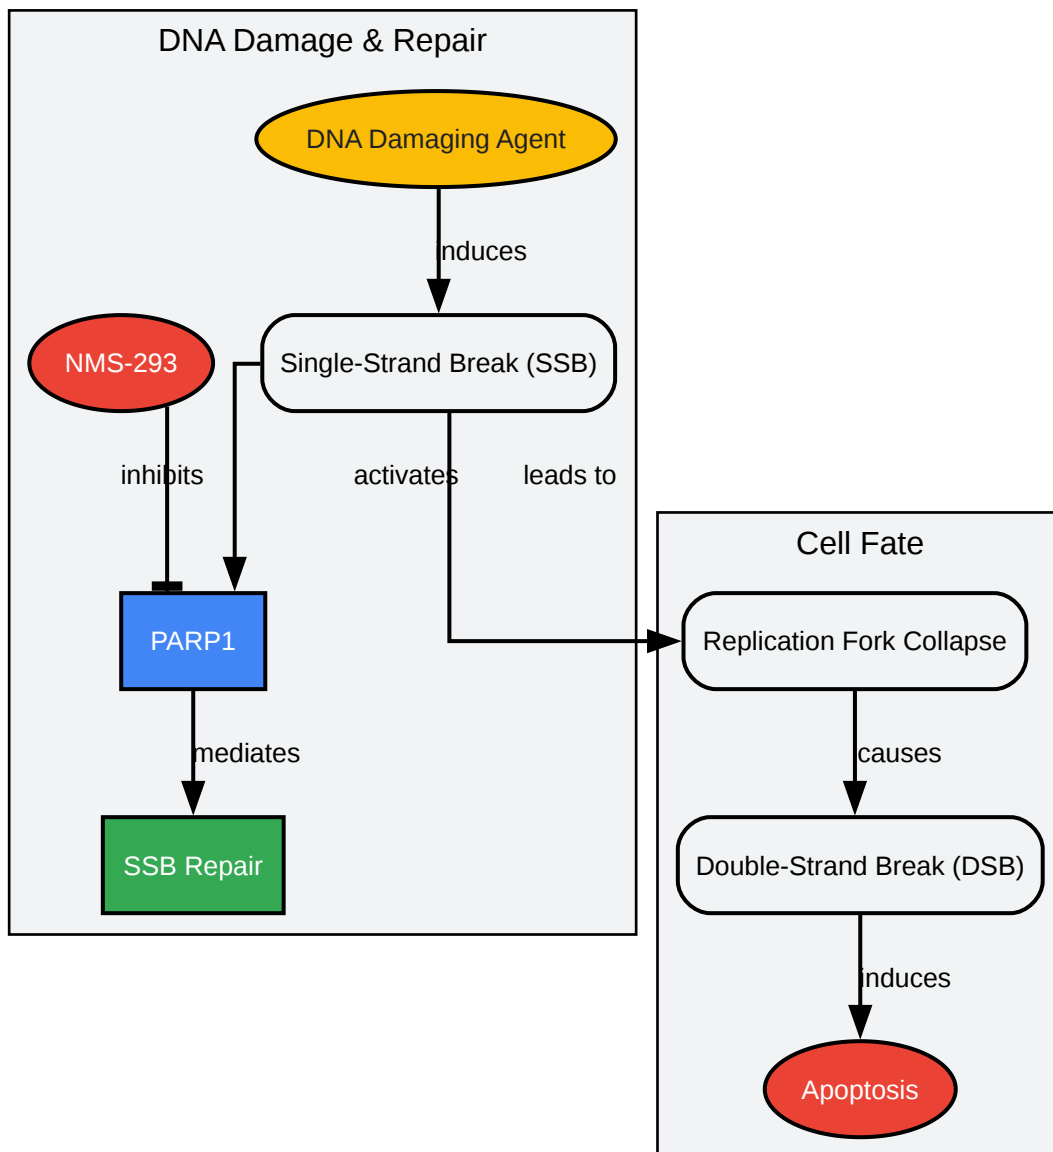 DNA Damage & Repair
DNA Damaging Agent
induces
NMS-293
Single-Strand Break (SSB)
inhibits
activates
leads to
Cell Fate
PARP1
Replication Fork Collapse
mediates
causes
SSB Repair
Double-Strand Break (DSB)
induces
Apoptosis